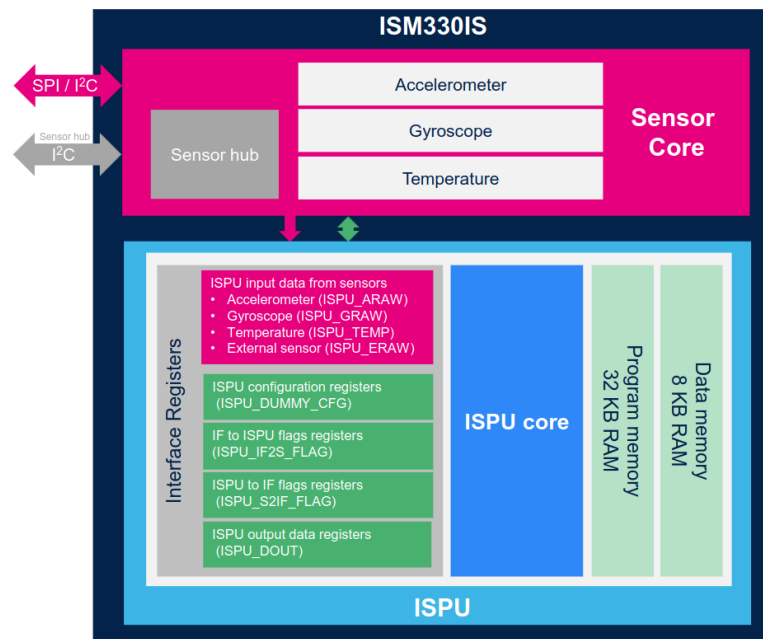 ISM330IS
SPI / I²C
Sensor hub
I²C
Sensor hub
Accelerometer
Gyroscope
Temperature
Sensor
Core
Interface Registers
ISPU input data from sensors
• Accelerometer (ISPU_ARAW)
• Gyroscope (ISPU_GRAW)
• Temperature (ISPU_TEMP)
• External sensor (ISPU_ERAW)
ISPU configuration registers
(ISPU_DUMMY_CFG)
IF to ISPU flags registers
(ISPU_IF2S_FLAG)
ISPU to IF flags registers
(ISPU_S2IF_FLAG)
ISPU output data registers
(ISPU_DOUT)
ISPU core
Program memory
32 KB RAM
Data memory
8 KB RAM
ISPU